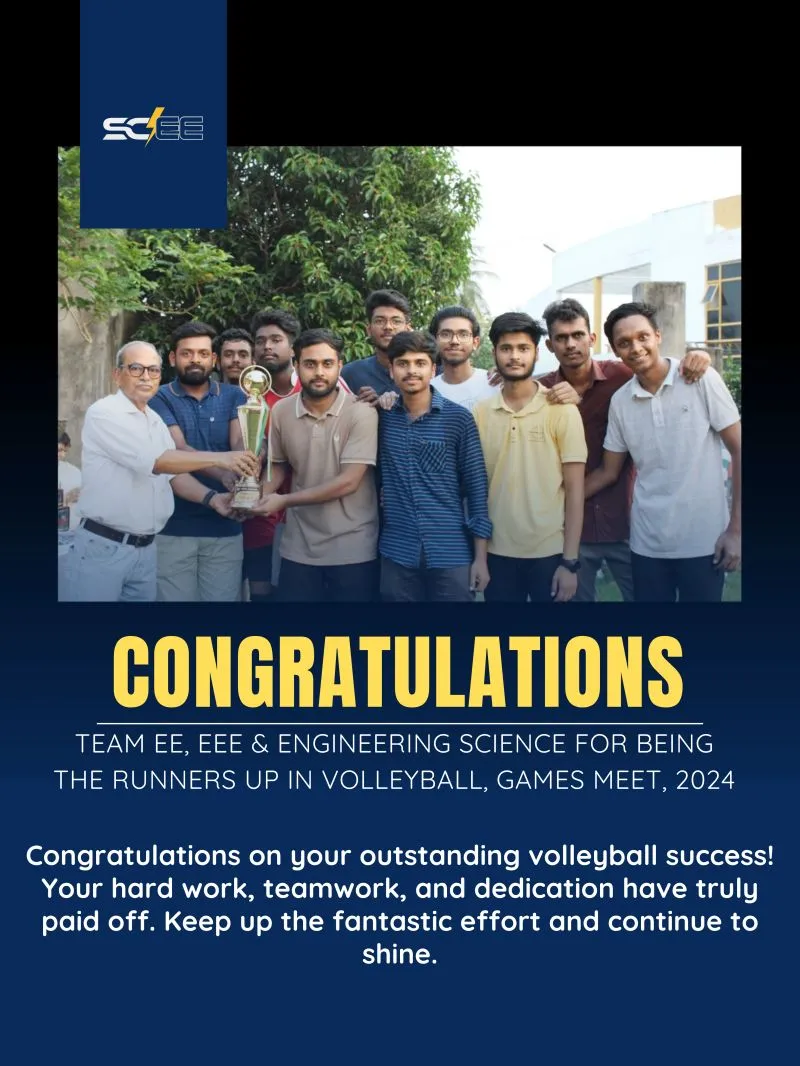 SCEE
CONGRATULATIONS
TEAM EE, EEE & ENGINEERING SCIENCE FOR BEING
THE RUNNERS UP IN VOLLEYBALL, GAMES MEET, 2024
Congratulations on your outstanding volleyball success!
Your hard work, teamwork, and dedication have truly
paid off. Keep up the fantastic effort and continue to
shine.